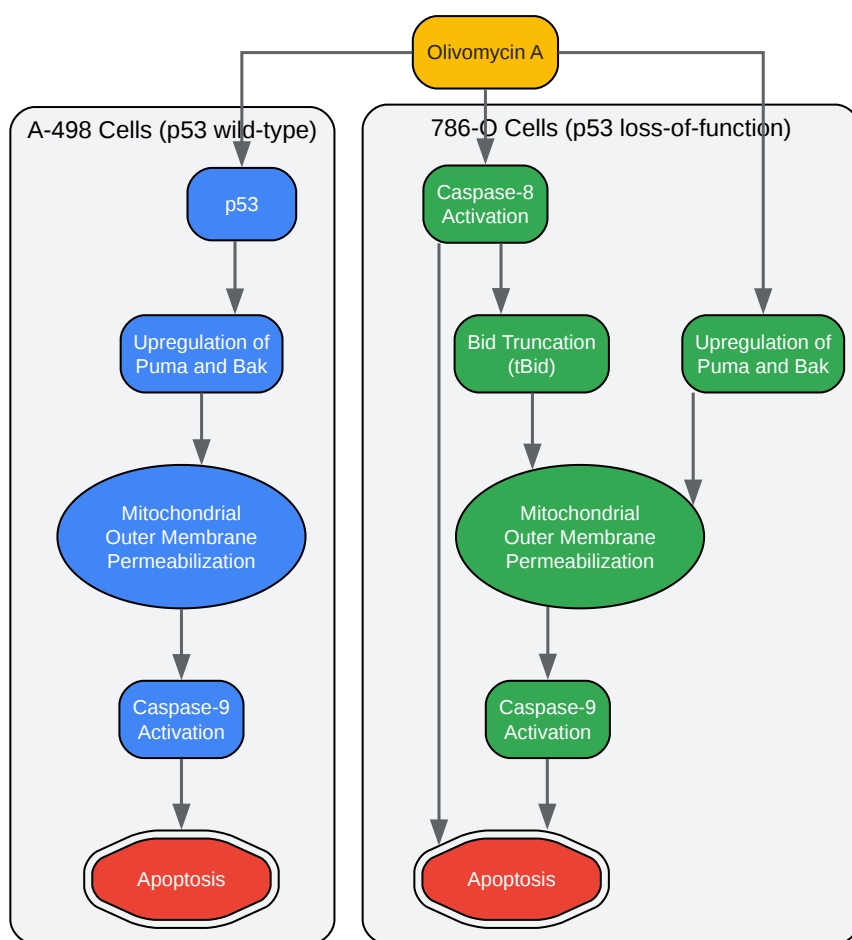 Olivomycin A
A-498 Cells (p53 wild-type)
p53
Upregulation of
Puma and Bak
Mitochondrial
Outer Membrane
Permeabilization
Caspase-9
Activation
Apoptosis
786-O Cells (p53 loss-of-function)
Caspase-8
Activation
Bid Truncation
(tBid)
Upregulation of
Puma and Bak
Mitochondrial
Outer Membrane
Permeabilization
Caspase-9
Activation
Apoptosis